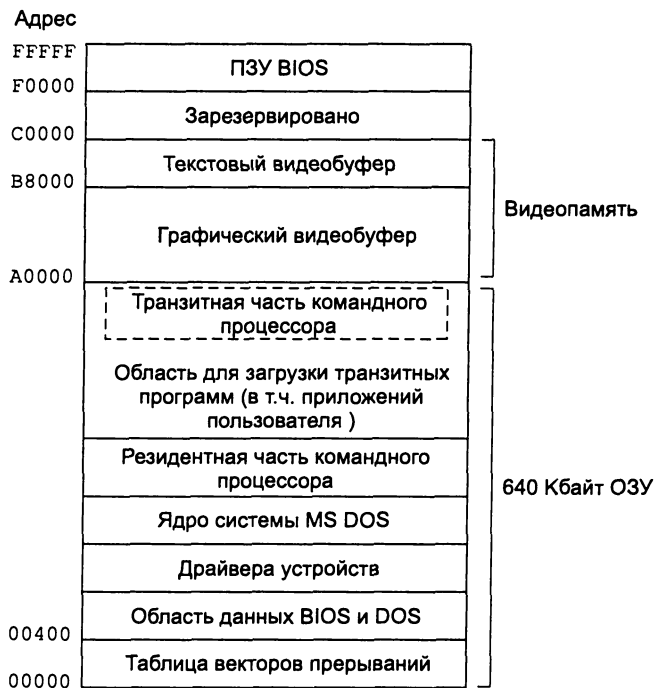 Адрес
FFFFF
ПЗУ BIOS
F0000
Зарезервировано
C0000
Текстовый видеобуфер
B8000
Видеопамять
Графический видеобуфер
A0000
Транзитная часть командного
процессора
Область для загрузки транзитных
программ (в т.ч. приложений
пользователя )
Резидентная часть командного
процессора
640 Кбайт ОЗУ
Ядро системы MS DOS
Драйвера устройств
Область данных BIOS и DOS
00400
Таблица векторов прерываний
00000